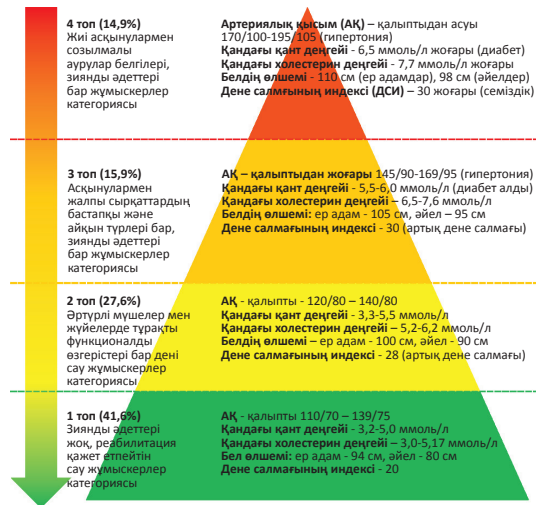 4 топ (14,9%)
Жиі асқынулармен
созылмалы
аурулар белгілері,
зиянды әдеттері
бар жұмыскерлер
категориясы
Артериялық қысым (АҚ) – қалыптыдан асуы
170/100-195/105 (гипертония)
Қандағы қант деңгейі - 6,5 ммоль/л жоғары (диабет)
Қандағы холестерин деңгейі - 7,7 ммоль/л жоғары
Белдің өлшемі - 110 см (ер адамдар), 98 см (әйелдер)
Дене салмғының индексі (ДСИ) – 30 жоғары (семіздік)
3 топ (15,9%)
Асқынулармен
жалпы сырқаттардың
бастапқы және
айқын түрлері бар,
зиянды әдеттері
бар жұмыскерлер
категориясы
АҚ – қалыптыдан жоғары 145/90-169/95 (гипертония)
Қандағы қант деңгейі - 5,5-6,0 ммоль/л (диабет алды)
Қандағы холестерин деңгейі – 6,5-7,6 ммоль/л
Белдің өлшемі: ер адам - 105 см, әйел – 95 см
Дене салмағының индексі - 30 (артық дене салмағы)
2 топ (27,6%)
Әртүрлі мүшелер мен
жүйелерде тұрақты
функционалды
өзгерістері бар дені
сау жұмыскерлер
категориясы
АҚ - қалыпты - 120/80 – 140/80
Қандағы қант деңгейі - 3,3-5,5 ммоль/л
Қандағы холестерин деңгейі – 5,2-6,2 ммоль/л
Белдің өлшемі – ер адам - 100 см, әйел - 90 см
Дене салмағының индексі - 28 (артық дене салмағы)
1 топ (41,6%)
Зиянды әдеттері
жоқ, реабилитация
қажет етпейтін
сау жұмыскерлер
категориясы
АҚ - қалыпты 110/70 – 139/75
Қандағы қант деңгейі - 3,2-5,0 ммоль/л
Қандағы холестерин деңгейі – 3,0-5,17 ммоль/л
Бел өлшемі: ер адам - 94 см, әйел - 80 см
Дене салмағының индексі - 20